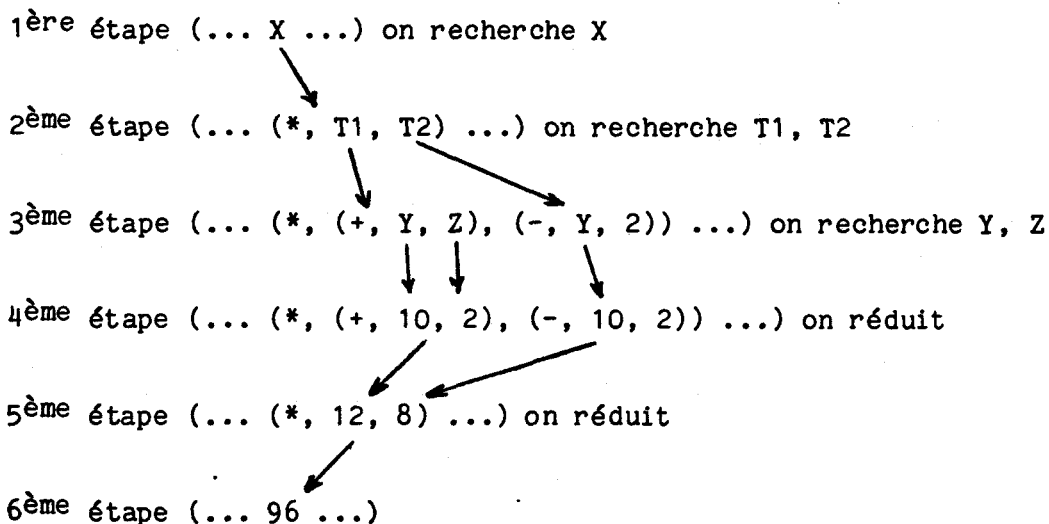 1ère étape (... X ...) on recherche X
2ème étape (... (*, T1, T2) ...) on recherche T1, T2
3ème étape (... (*, (+, Y, Z), (-, Y, 2)) ...) on recherche Y, Z
4ème étape (... (*, (+, 10, 2), (-, 10, 2)) ...) on réduit
5ème étape (... (*, 12, 8) ...) on réduit
6ème étape (... 96 ...)